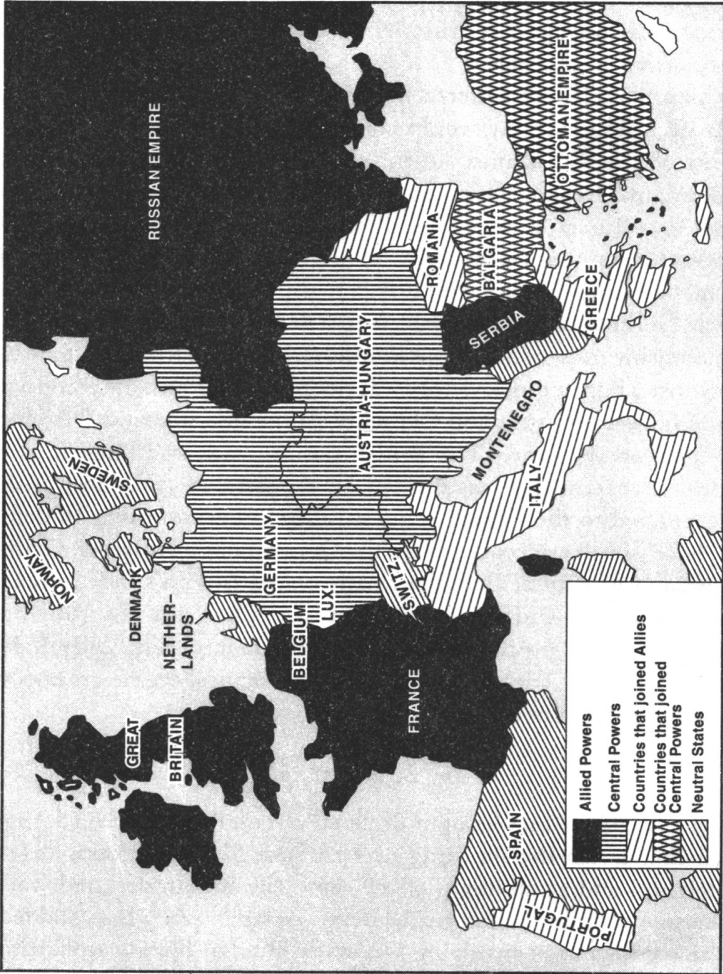 RUSSIAN EMPIRE
NORWAY
SWEDEN
DENMARK
NETHER-
LANDS
GREAT
BRITAIN
GERMANY
BELGIUM
LUX.
AUSTRIA-HUNGARY
FRANCE
SWITZ.
ROMANIA
SERBIA
BALGARIA
MONTENEGRO
ITALY
GREECE
OTTOMAN EMPIRE
SPAIN
PORTUGAL
Allied Powers
Central Powers
Countries that joined Allies
Countries that joined
Central Powers
Neutral States